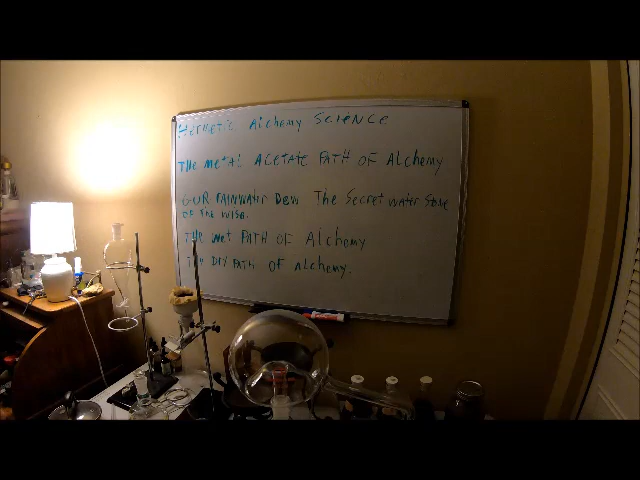 Hermetic Alchemy Science
THE METAL ACETATE PATH OF Alchemy
GUR RAINWATER DEW The Secret water Stone
OF THE WISE.
THE Wet PATH OF Alchemy
THE DRY PATH OF Alchemy.